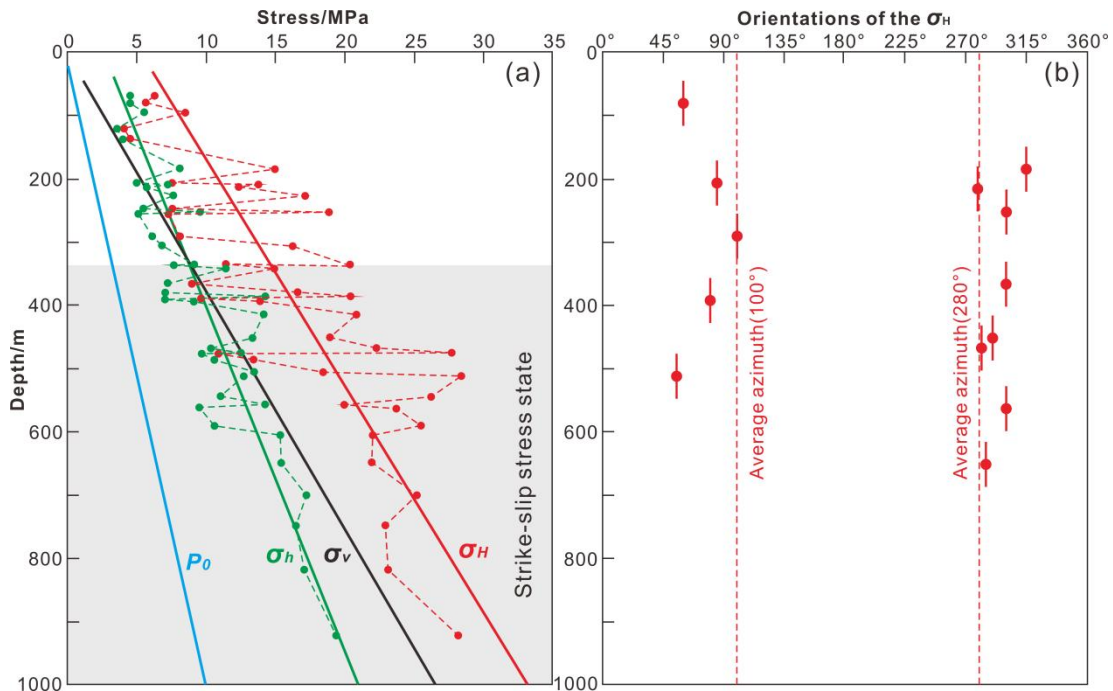 Stress/MPa
0 5 10 15 20 25 30 35
(a)
Depth/m
0
200
400
600
800
1000
P0
σh
σv
σH
Strike-slip stress state
Orientations of the σH
0° 45° 90° 135° 180° 225° 270° 315° 360°
(b)
0
200
400
600
800
1000
Average azimuth(100°)
Average azimuth(280°)